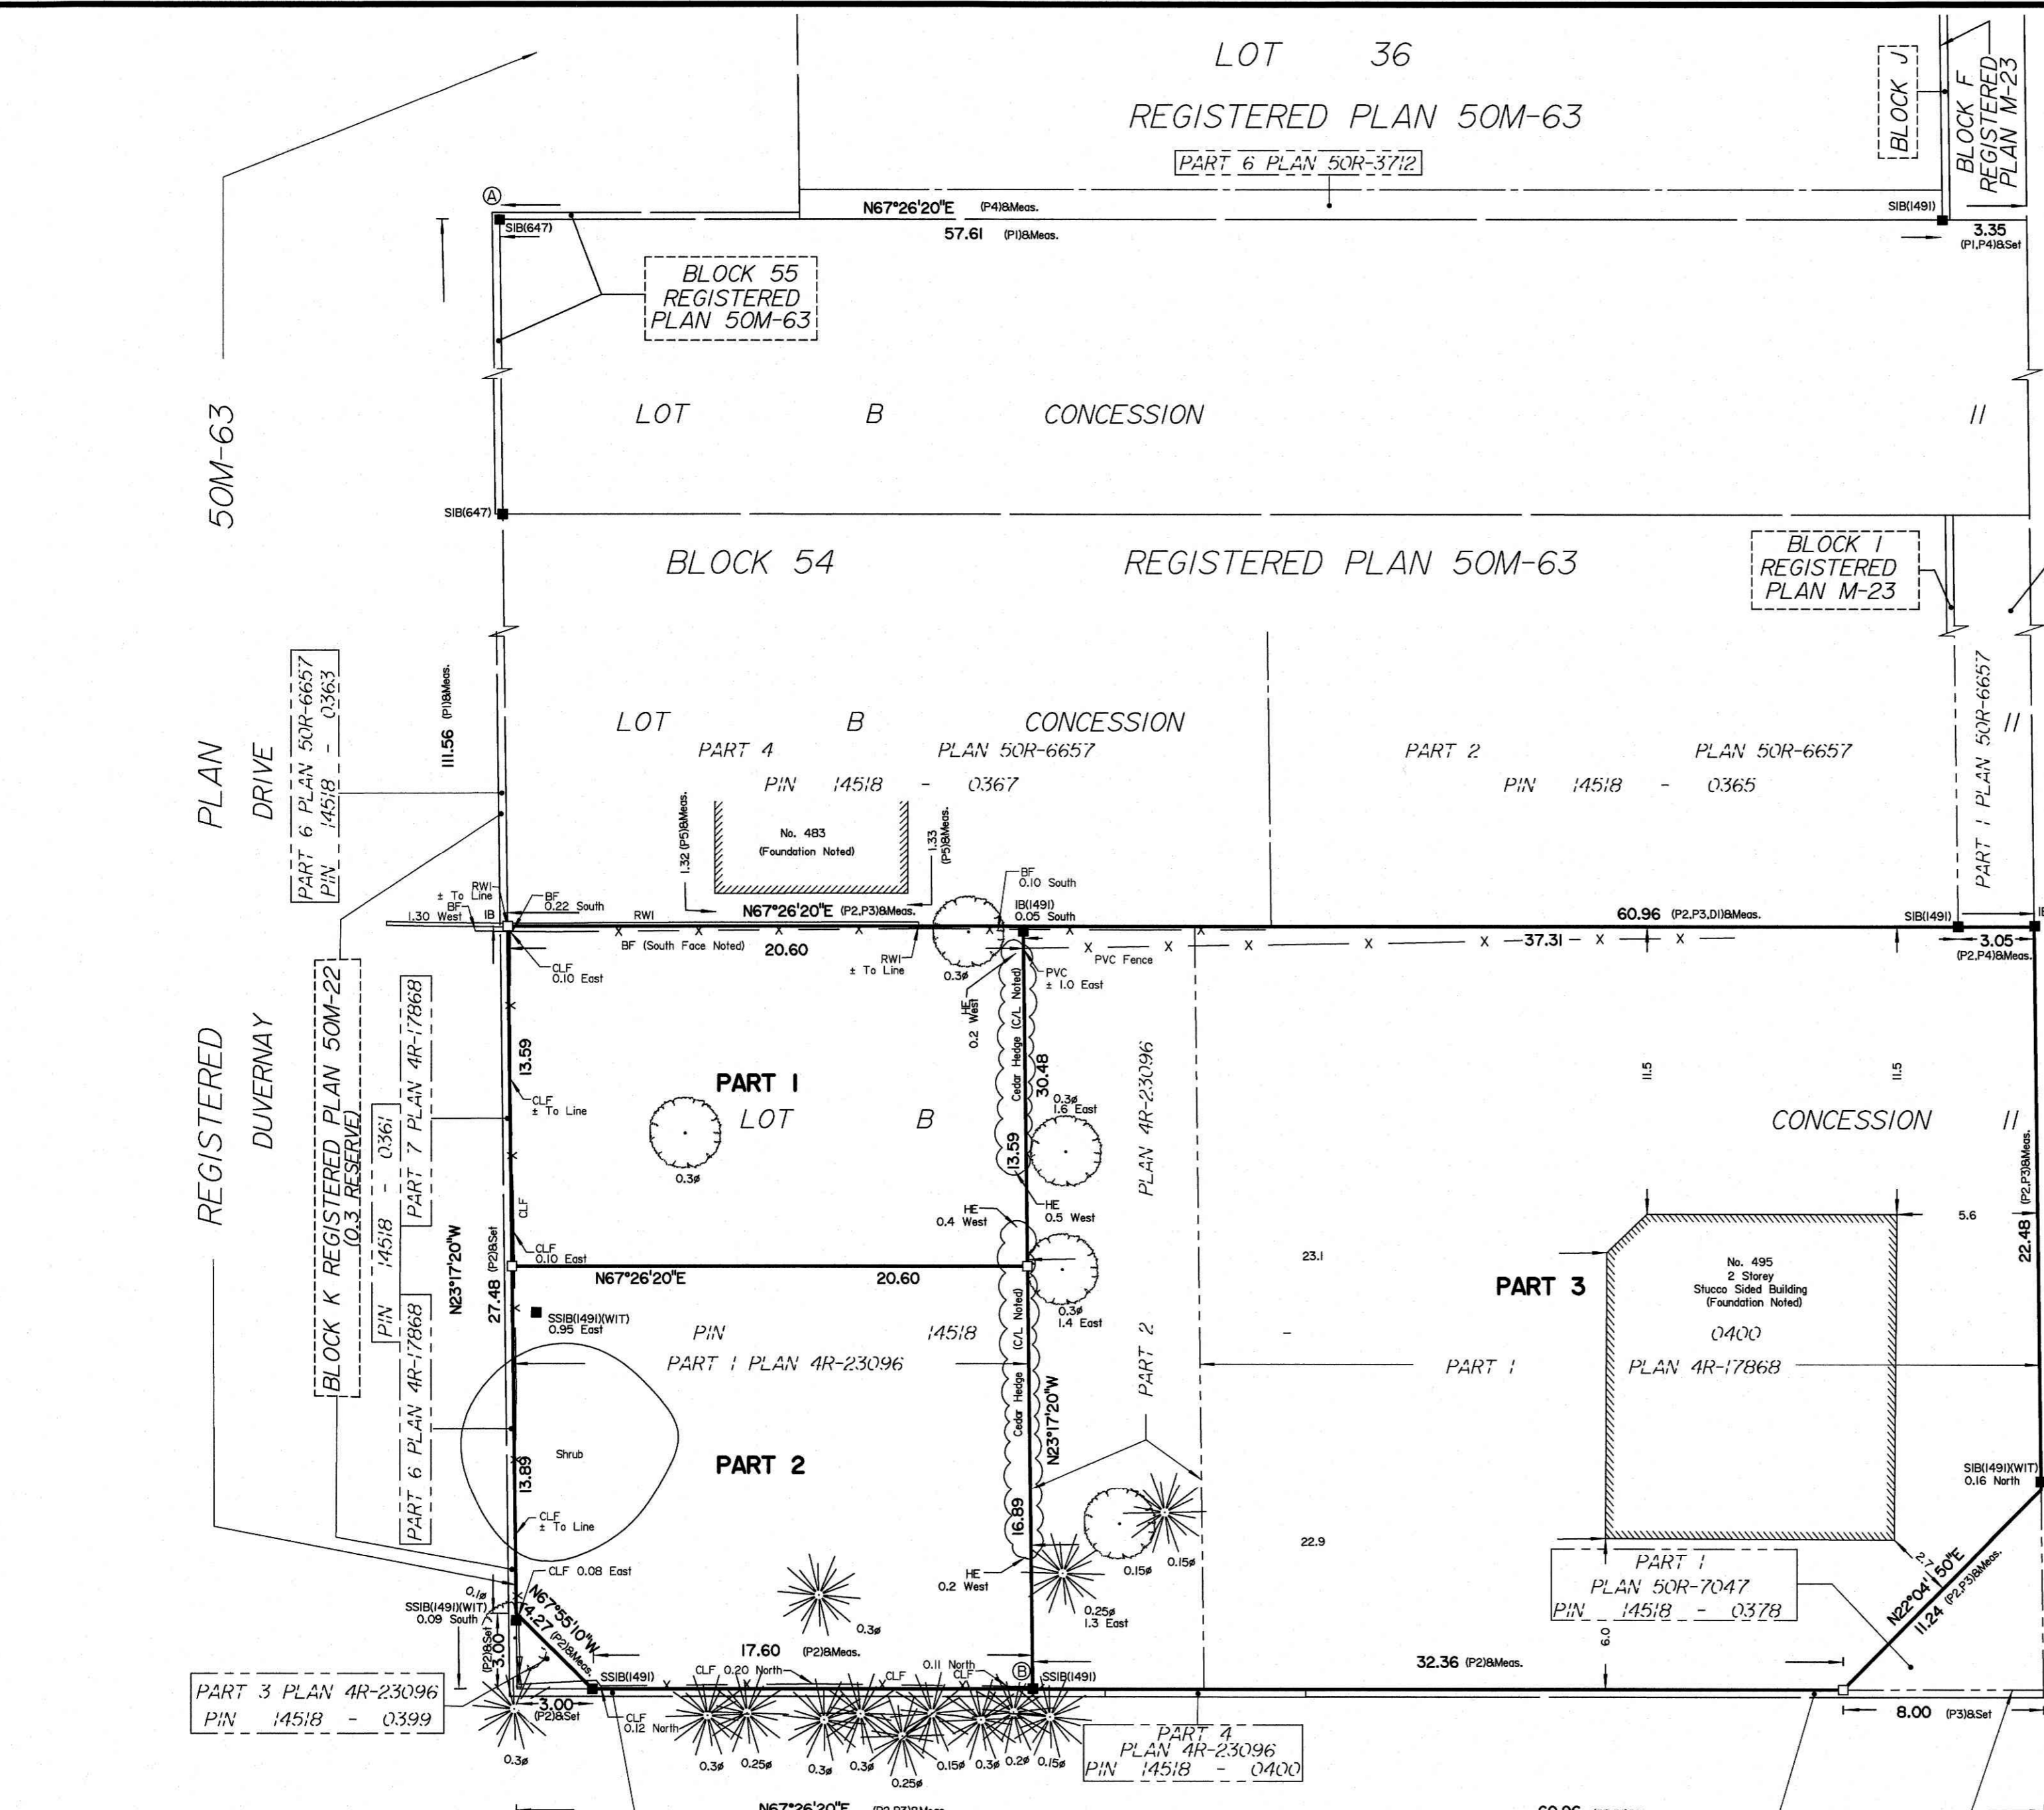 LOT 36
REGISTERED PLAN 50M-63
PART 6 PLAN 50R-3712
BLOCK J
BLOCK F
REGISTERED
PLAN M-23
A
SIB(647)
N67°26'20"E (P4)&Meas.
57.61 (P1)&Meas.
SIB(1491)
3.35
(P1,P4)&Set
BLOCK 55
REGISTERED
PLAN 50M-63
LOT B CONCESSION II
SIB(647)
BLOCK 54 REGISTERED PLAN 50M-63
BLOCK I
REGISTERED
PLAN M-23
REGISTERED PLAN 50M-63
DUVERNAY DRIVE
PART 6 PLAN 50R-6657
PIN 14518 - 0363
111.56 (P1)&Meas.
LOT B CONCESSION II
PART 4 PLAN 50R-6657
PIN 14518 - 0367
PART 2 PLAN 50R-6657
PIN 14518 - 0365
PART 1 PLAN 50R-6657
No. 483
(Foundation Noted)
1.32 (P5)&Meas.
1.33
(P5)&Meas.
RWI
± To Line
BF
1.30 West
IB
BF
0.22 South
RWI
N67°26'20"E (P2,P3)&Meas.
BF
0.10 South
IB(1491)
0.05 South
60.96 (P2,P3,D1)&Meas.
SIB(1491)
3.05
(P2,P4)&Meas.
BF (South Face Noted)
20.60
RWI
± To Line
0.3ø
PVC Fence
37.31
CLF
0.10 East
PVC
± 1.0 East
HE
0.2 West
Cedar Hedge (C/L Noted)
30.48
13.59
13.59
PLAN 4R-23096
PART 2
11.5
11.5
BLOCK K REGISTERED PLAN 50M-22
(0.3 RESERVE)
PIN 14518 - 0361
PART 7 PLAN 4R-17868
PART 6 PLAN 4R-17868
N23°17'20"W
27.48 (P2)&Set
CLF
± To Line
CLF
PART 1
LOT B CONCESSION II
0.3ø
0.3ø
1.6 East
HE
0.4 West
HE
0.5 West
22.48 (P2,P3)&Meas.
CLF
0.10 East
N67°26'20"E 20.60
0.3ø
1.4 East
23.1
5.6
PART 3
No. 495
2 Storey
Stucco Sided Building
(Foundation Noted)
0400
SSIB(1491)(WIT)
0.95 East
PIN 14518 -
PART 1 PLAN 4R-23096
PART 1 PLAN 4R-17868
Cedar Hedge (C/L Noted)
N23°17'20"W
16.89
Shrub
PART 2
13.89
CLF
± To Line
SIB(1491)(WIT)
0.16 North
0.15ø
0.15ø
22.9
CLF 0.08 East
HE
0.2 West
0.25ø
1.3 East
2.7
N22°04'50"E
11.24 (P2,P3)&Meas.
PART 1
PLAN 50R-7047
PIN 14518 - 0378
6.0
0.1ø
SSIB(1491)(WIT)
0.09 South
N67°55'10"W
4.27 (P2)&Meas.
(P2)&Set
3.00
0.3ø
17.60 (P2)&Meas.
32.36 (P2)&Meas.
PART 3 PLAN 4R-23096
PIN 14518 - 0399
SSIB(1491)
CLF 0.20 North
CLF
0.11 North
CLF
B
SSIB(1491)
3.00
(P2)&Set
CLF
0.12 North
8.00 (P3)&Set
PART 4
PLAN 4R-23096
PIN 14518 - 0400
0.3ø
0.3ø
0.25ø
0.3ø
0.3ø
0.25ø
0.15ø
0.3ø
0.2ø
0.15ø
N67°26'20"E (P2,P3)&Meas.
60.96